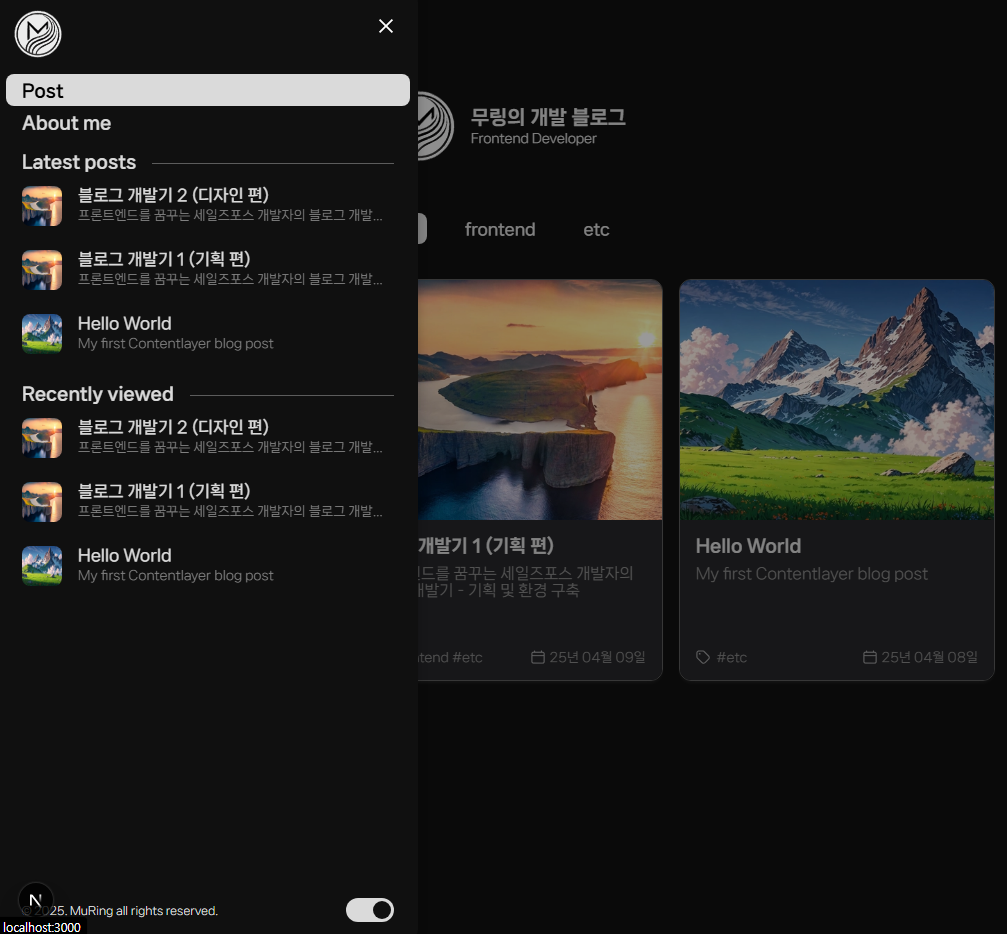 Post
About me
Latest posts
블로그 개발기 2 (디자인 편)
프론트엔드를 꿈꾸는 세일즈포스 개발자의 블로그 개발...
블로그 개발기 1 (기획 편)
프론트엔드를 꿈꾸는 세일즈포스 개발자의 블로그 개발...
Hello World
My first Contentlayer blog post
Recently viewed
블로그 개발기 2 (디자인 편)
프론트엔드를 꿈꾸는 세일즈포스 개발자의 블로그 개발...
블로그 개발기 1 (기획 편)
프론트엔드를 꿈꾸는 세일즈포스 개발자의 블로그 개발...
Hello World
My first Contentlayer blog post
N
© 2025. MuRing all rights reserved.
localhost:3000
무링의 개발 블로그
Frontend Developer
frontend
etc
개발기 1 (기획 편)
드를 꿈꾸는 세일즈포스 개발자의
개발기 - 기획 및 환경 구축
tend #etc
25년 04월 09일
Hello World
My first Contentlayer blog post
#etc
25년 04월 08일